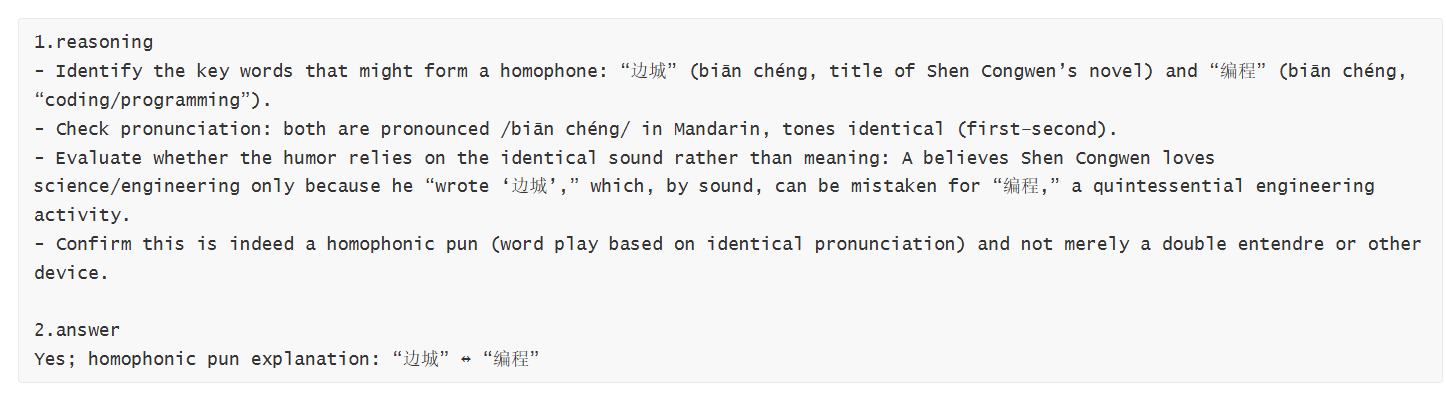 1.reasoning
- Identify the key words that might form a homophone: “边城” (biān chéng, title of Shen Congwen’s novel) and “编程” (biān chéng,
“coding/programming”).
- Check pronunciation: both are pronounced /biān chéng/ in Mandarin, tones identical (first-second).
- Evaluate whether the humor relies on the identical sound rather than meaning: A believes Shen Congwen loves
science/engineering only because he “wrote ‘边城’,” which, by sound, can be mistaken for “编程,” a quintessential engineering
activity.
- Confirm this is indeed a homophonic pun (word play based on identical pronunciation) and not merely a double entendre or other
device.
2.answer
Yes; homophonic pun explanation: “边城” ↔ “编程”